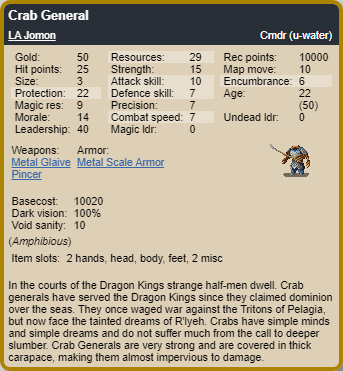 Crab General
LA Jomon Cmdr (u-water)
Gold: 50 Resources: 29 Rec points: 10000
Hit points: 25 Strength: 15 Map move: 10
Size: 3 Attack skill: 10 Encumbrance: 6
Protection: 22 Defence skill: 7 Age: 22
Magic res: 9 Precision: 7 (50)
Morale: 14 Combat speed: 7 Undead ldr: 0
Leadership: 40 Magic ldr: 0
Weapons: Armor:
Metal Glaive Metal Scale Armor
Pincer
Basecost: 10020
Dark vision: 100%
Void sanity: 10
(Amphibious)
Item slots: 2 hands, head, body, feet, 2 misc
In the courts of the Dragon Kings strange half-men dwell. Crab
generals have served the Dragon Kings since they claimed dominion
over the seas. They once waged war against the Tritons of Pelagia,
but now face the tainted dreams of R'lyeh. Crabs have simple minds
and simple dreams and do not suffer much from the call to deeper
slumber. Crab Generals are very strong and are covered in thick
carapace, making them almost impervious to damage.